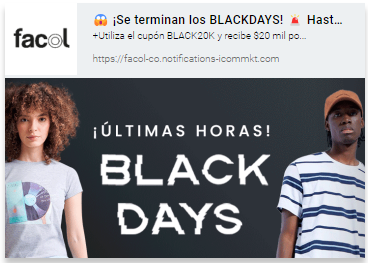 facol
😱 ¡Se terminan los BLACKDAYS! 🚨 Hast...
+Utiliza el cupón BLACK20K y recibe $20 mil po...
https://facol-co.notifications-icommkt.com
¡ÚLTIMAS HORAS!
BLACK
DAYS